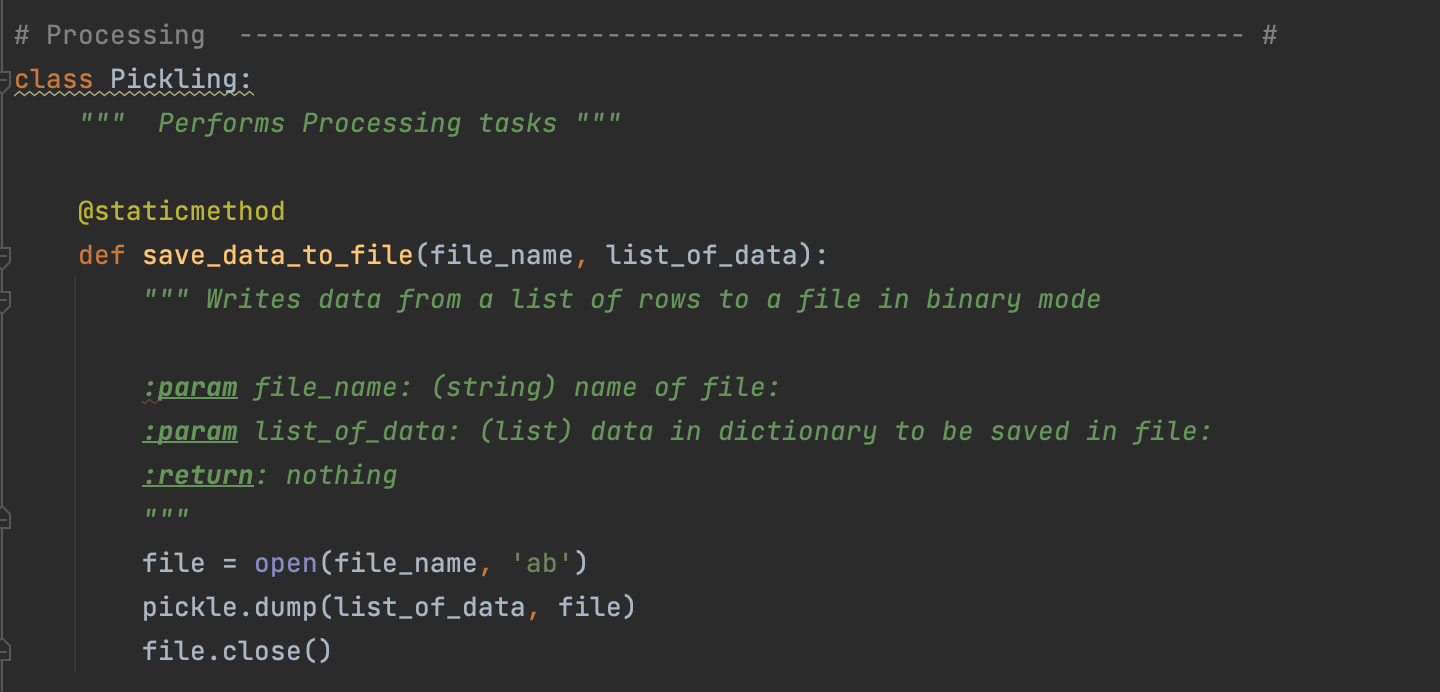 # Processing  --------------------------------------------------------------- #
class Pickling:
    """  Performs Processing tasks """
    @staticmethod
    def save_data_to_file(file_name, list_of_data):
        """ Writes data from a list of rows to a file in binary mode
        :param file_name: (string) name of file:
        :param list_of_data: (list) data in dictionary to be saved in file:
        :return: nothing
        """
        file = open(file_name, 'ab')
        pickle.dump(list_of_data, file)
        file.close()